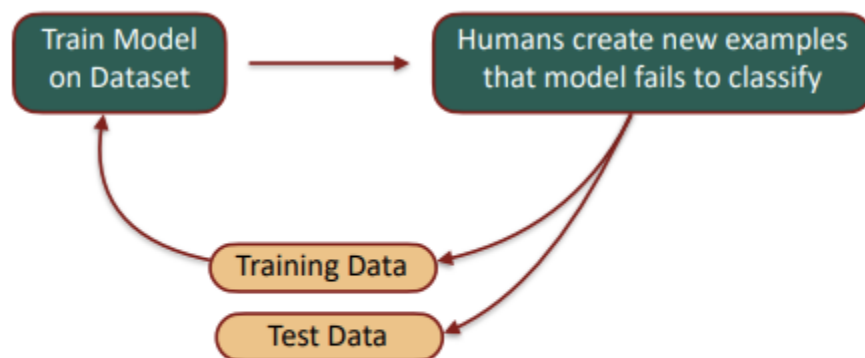 Train Model
on Dataset
Humans create new examples
that model fails to classify
Training Data
Test Data